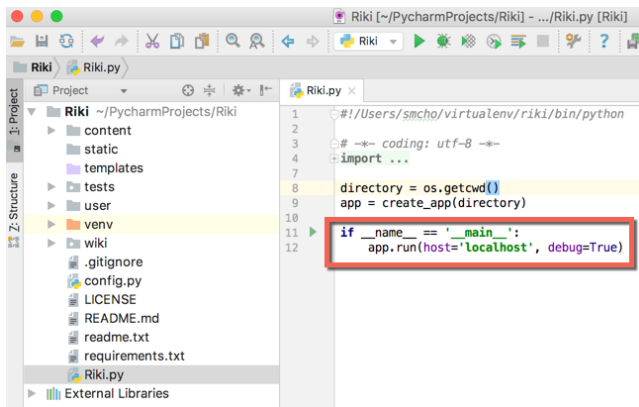 Riki [~/PycharmProjects/Riki] - .../Riki.py [Riki]
Riki
Riki Riki.py
1: Project
Z: Structure
Project
Riki ~/PycharmProjects/Riki
content
static
templates
tests
user
venv
wiki
.gitignore
config.py
LICENSE
README.md
readme.txt
requirements.txt
Riki.py
External Libraries
Riki.py
1 #!/Users/smcho/virtualenv/riki/bin/python
2
3 # -*- coding: utf-8 -*-
4 import ...
7
8 directory = os.getcwd()
9 app = create_app(directory)
10
11 if __name__ == '__main__':
12 app.run(host='localhost', debug=True)